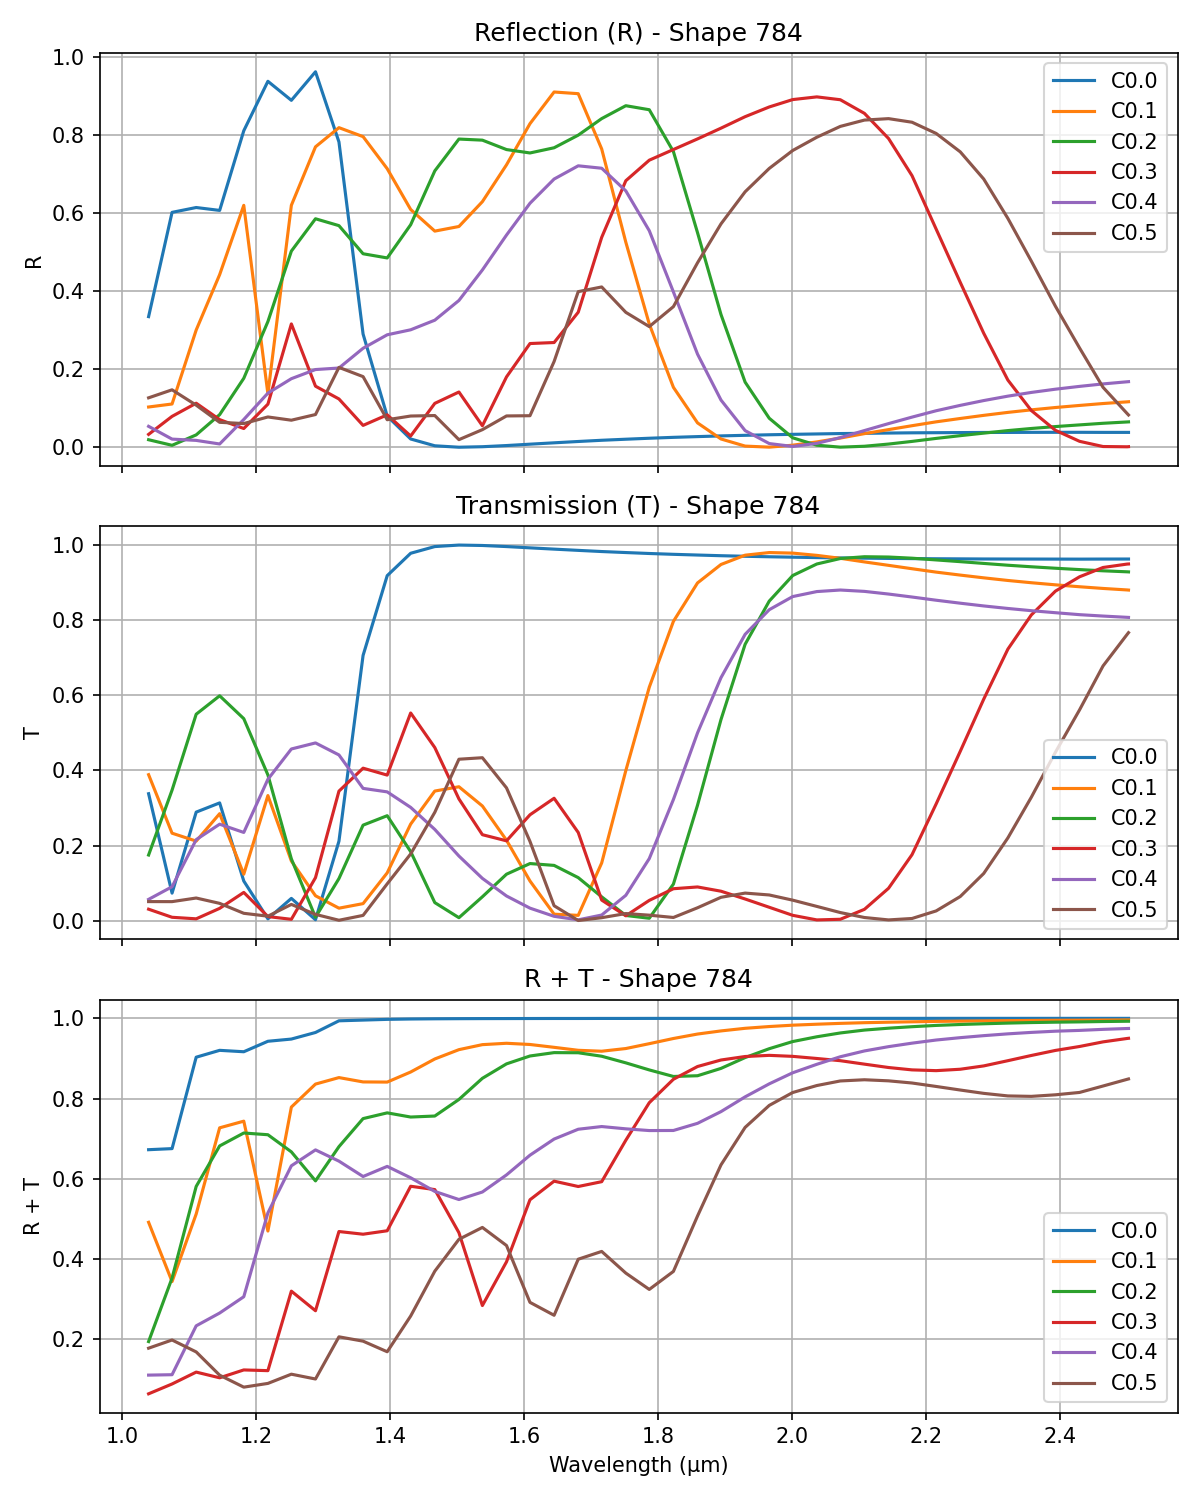 Reflection (R) - Shape 784
1.0
0.8
0.6
0.4
0.2
0.0
R
C0.0
C0.1
C0.2
C0.3
C0.4
C0.5
Transmission (T) - Shape 784
1.0
0.8
0.6
0.4
0.2
0.0
T
C0.0
C0.1
C0.2
C0.3
C0.4
C0.5
R + T - Shape 784
1.0
0.8
0.6
0.4
0.2
R + T
C0.0
C0.1
C0.2
C0.3
C0.4
C0.5
1.0 1.2 1.4 1.6 1.8 2.0 2.2 2.4
Wavelength (μm)